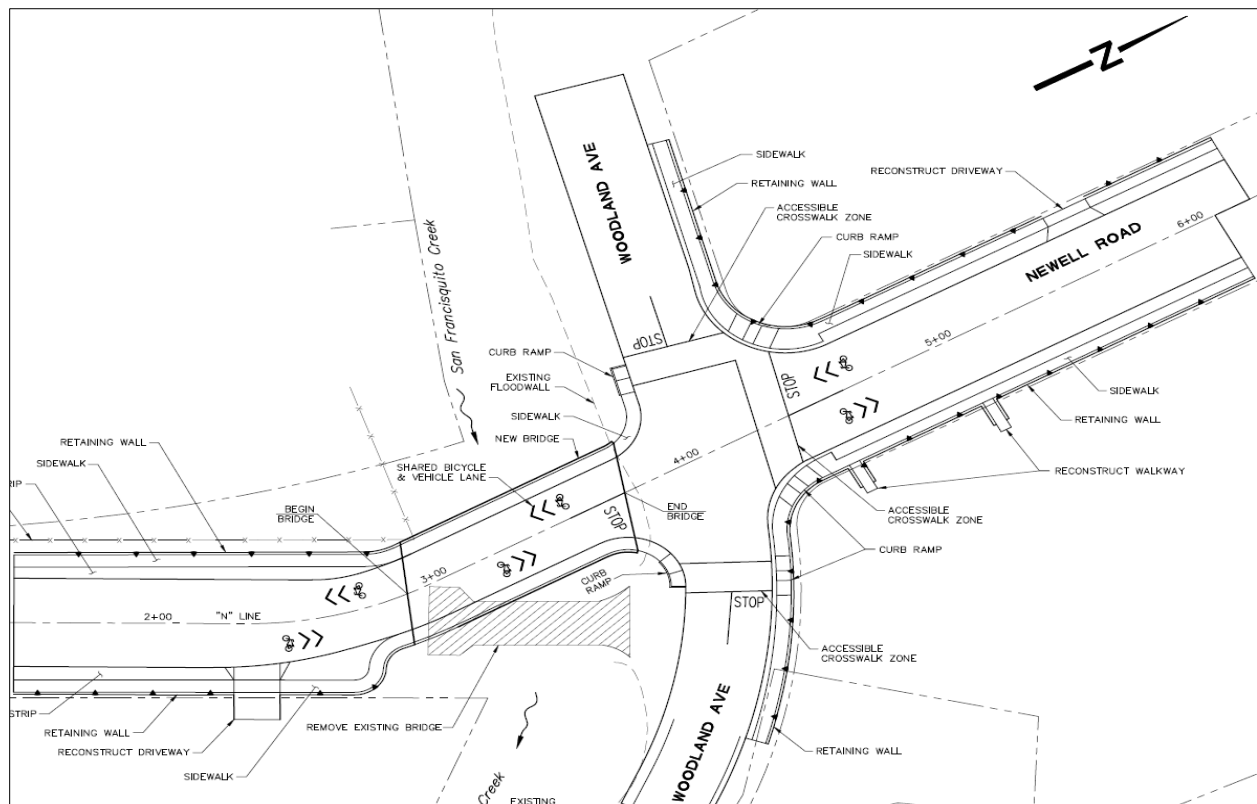 Z
WOODLAND AVE
SIDEWALK
RETAINING WALL
ACCESSIBLE
CROSSWALK ZONE
CURB RAMP
SIDEWALK
RECONSTRUCT DRIVEWAY
NEWELL ROAD
6+00
5+00
San Francisquito Creek
STOP
CURB RAMP
EXISTING
FLOODWALL
SIDEWALK
NEW BRIDGE
SHARED BICYCLE
& VEHICLE LANE
STOP
4+00
SIDEWALK
RETAINING WALL
RECONSTRUCT WALKWAY
ACCESSIBLE
CROSSWALK ZONE
CURB RAMP
RETAINING WALL
SIDEWALK
RIP
BEGIN
BRIDGE
STOP
END
BRIDGE
3+00
2+00
"N" LINE
CURB
RAMP
STOP
ACCESSIBLE
CROSSWALK ZONE
STRIP
RETAINING WALL
RECONSTRUCT DRIVEWAY
SIDEWALK
REMOVE EXISTING BRIDGE
WOODLAND AVE
RETAINING WALL
Creek
EXISTING